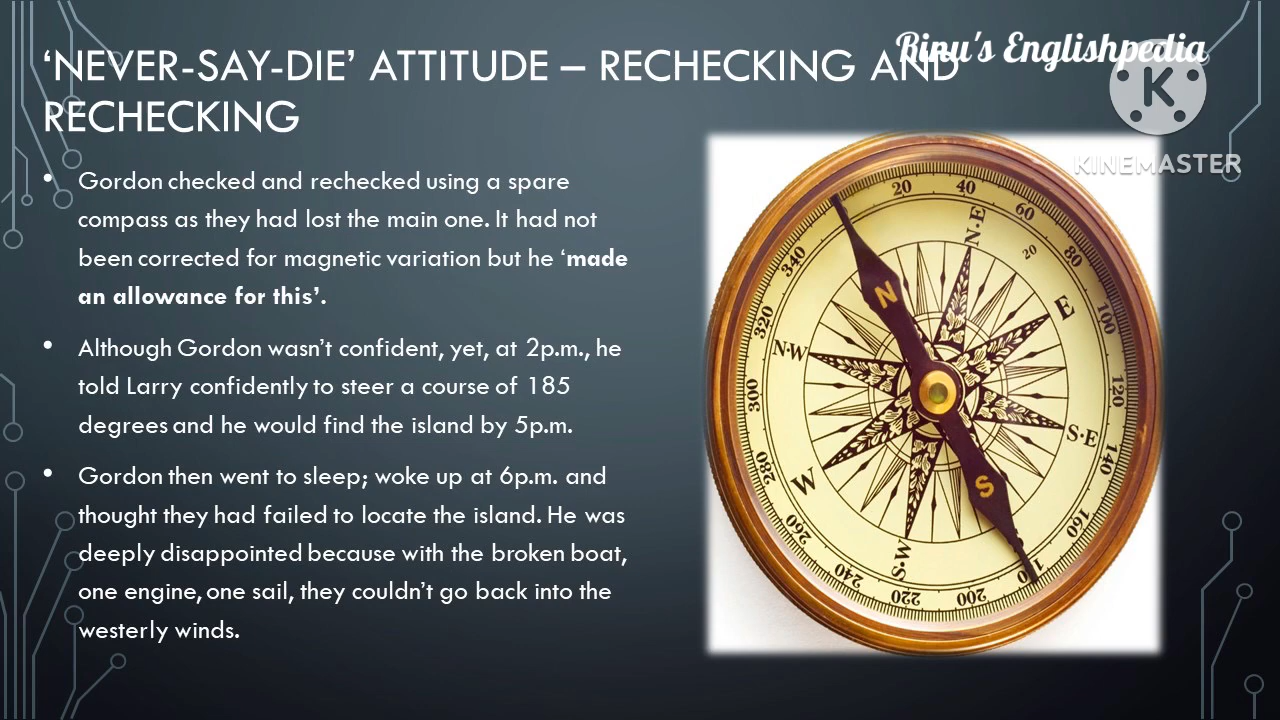 Rinu's Englishpedia
‘NEVER-SAY-DIE’ ATTITUDE – RECHECKING AND
RECHECKING
K
KINEMASTER
• Gordon checked and rechecked using a spare
compass as they had lost the main one. It had not
been corrected for magnetic variation but he ‘made
an allowance for this’.
• Although Gordon wasn’t confident, yet, at 2p.m., he
told Larry confidently to steer a course of 185
degrees and he would find the island by 5p.m.
• Gordon then went to sleep; woke up at 6p.m. and
thought they had failed to locate the island. He was
deeply disappointed because with the broken boat,
one engine, one sail, they couldn’t go back into the
westerly winds.
20
40
60
80
100
120
140
160
200
220
240
260
280
300
320
340
N·E
20
E
S·E
S·W
W
N·W
N
S